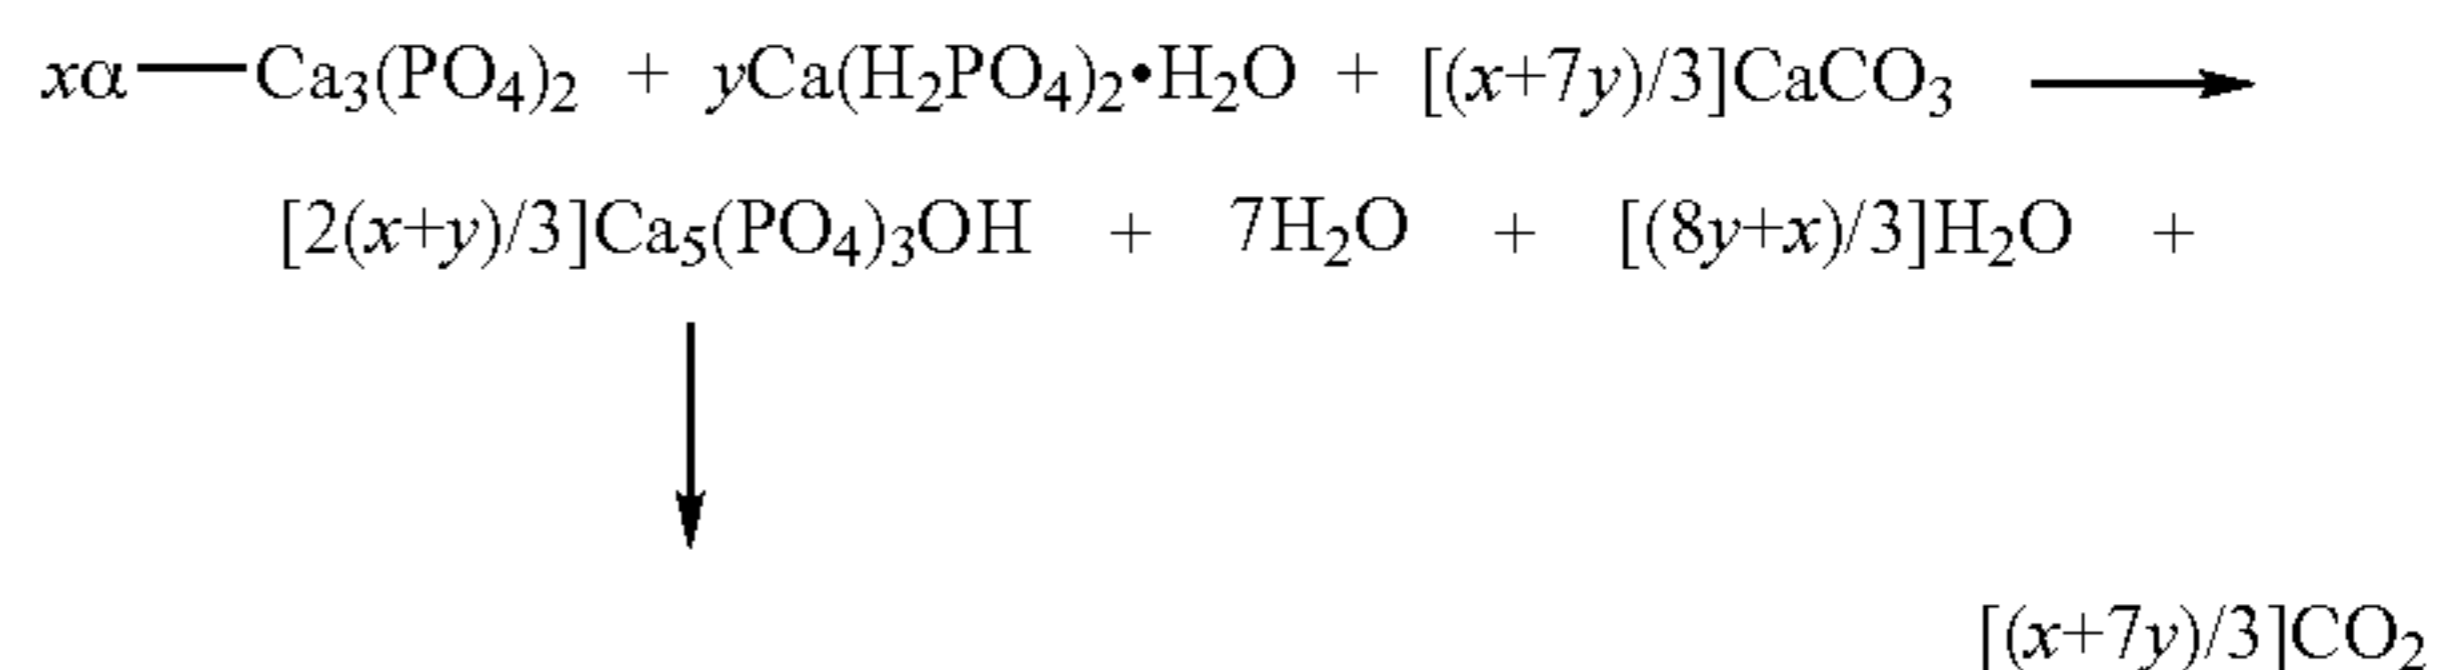 xα—Ca₃(PO₄)₂ + yCa(H₂PO₄)₂•H₂O + [(x+7y)/3]CaCO₃ ⟶
[2(x+y)/3]Ca₅(PO₄)₃OH + 7H₂O + [(8y+x)/3]H₂O +
[(x+7y)/3]CO₂